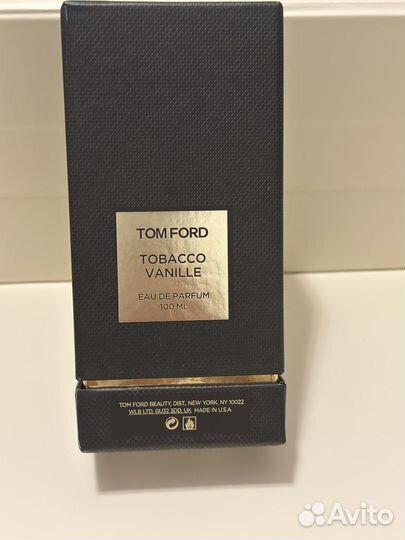 TOM FORD
TOBACCO
VANILLE
EAU DE PARFUM
100 ML
TOM FORD BEAUTY, DIST., NEW YORK, NY 10022
WLB LTD, GU32 3DD, UK MADE IN U.S.A.
Avito